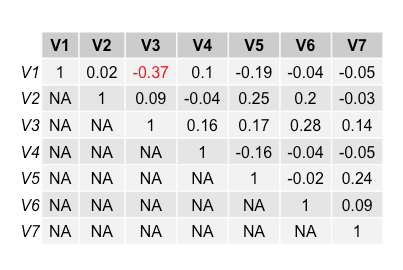 V1 V2 V3 V4 V5 V6 V7
V1 1 0.02 -0.37 0.1 -0.19 -0.04 -0.05
V2 NA 1 0.09 -0.04 0.25 0.2 -0.03
V3 NA NA 1 0.16 0.17 0.28 0.14
V4 NA NA NA 1 -0.16 -0.04 -0.05
V5 NA NA NA NA 1 -0.02 0.24
V6 NA NA NA NA NA 1 0.09
V7 NA NA NA NA NA NA 1